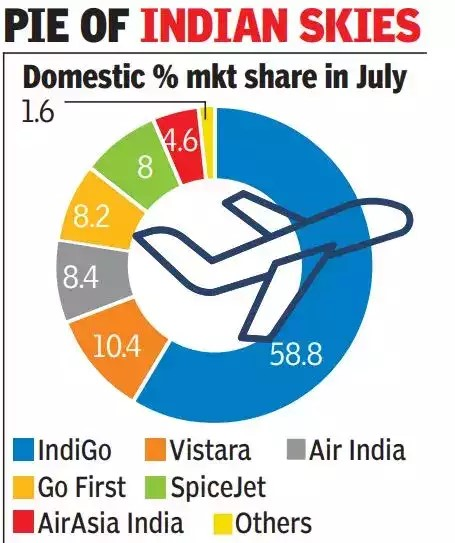 PIE OF INDIAN SKIES
Domestic % mkt share in July
1.6
4.6
8
8.2
8.4
10.4
58.8
IndiGo Vistara Air India
Go First SpiceJet
AirAsia India Others